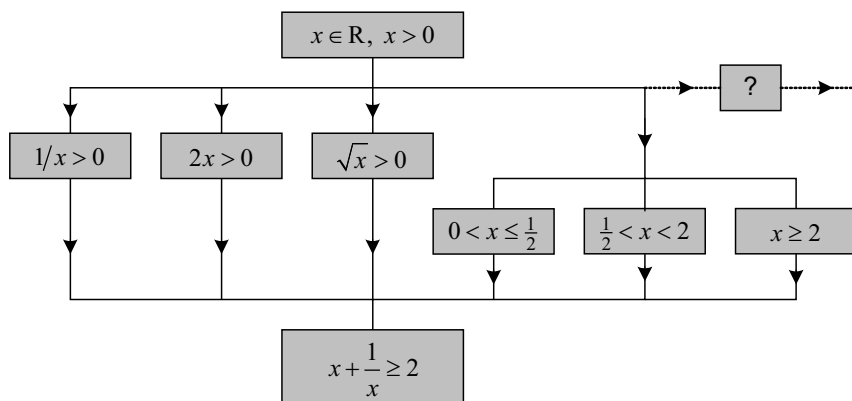 x ∈ R, x > 0
?
1/x > 0
2x > 0
√x > 0
0 < x ≤ 1/2
1/2 < x < 2
x ≥ 2
x + 1/x ≥ 2